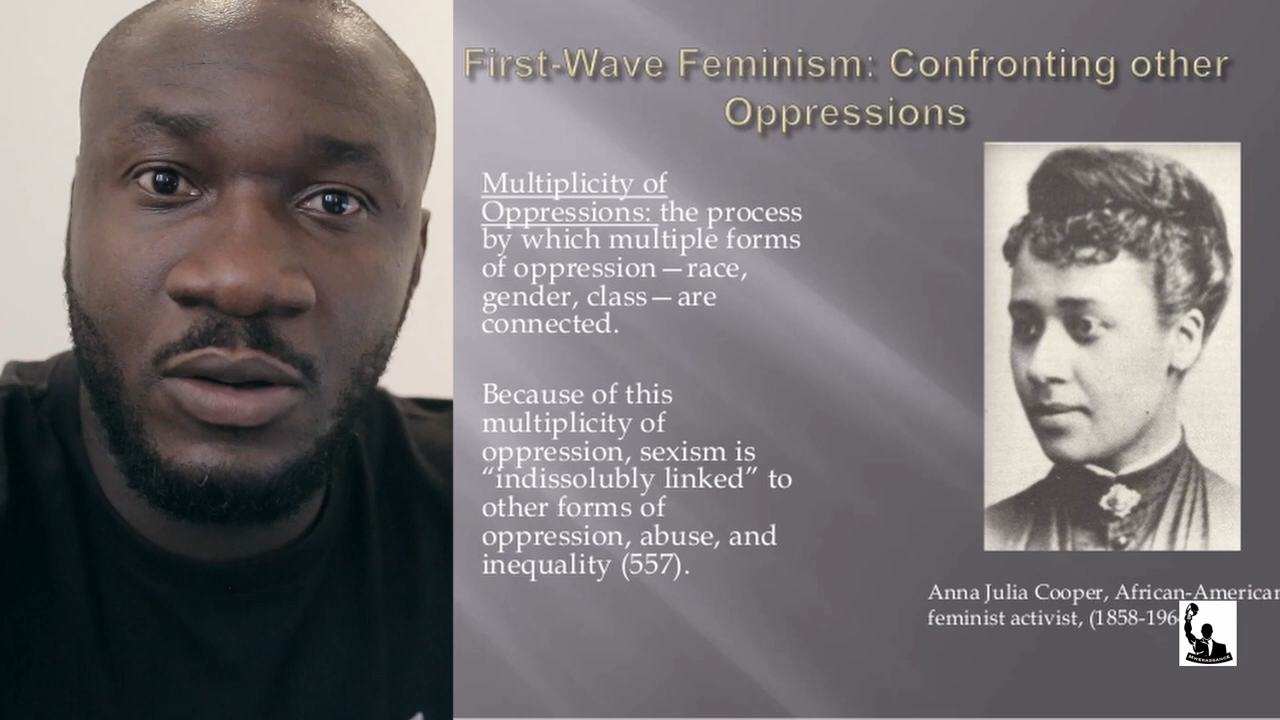 First-Wave Feminism: Confronting other
Oppressions
Multiplicity of
Oppressions: the process
by which multiple forms
of oppression—race,
gender, class—are
connected.
Because of this
multiplicity of
oppression, sexism is
“indissolubly linked” to
other forms of
oppression, abuse, and
inequality (557).
Anna Julia Cooper, African-American
feminist activist, (1858-196